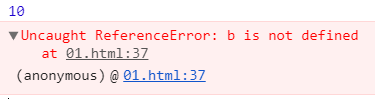 10
▼Uncaught ReferenceError: b is not defined
at 01.html:37
(anonymous) @ 01.html:37